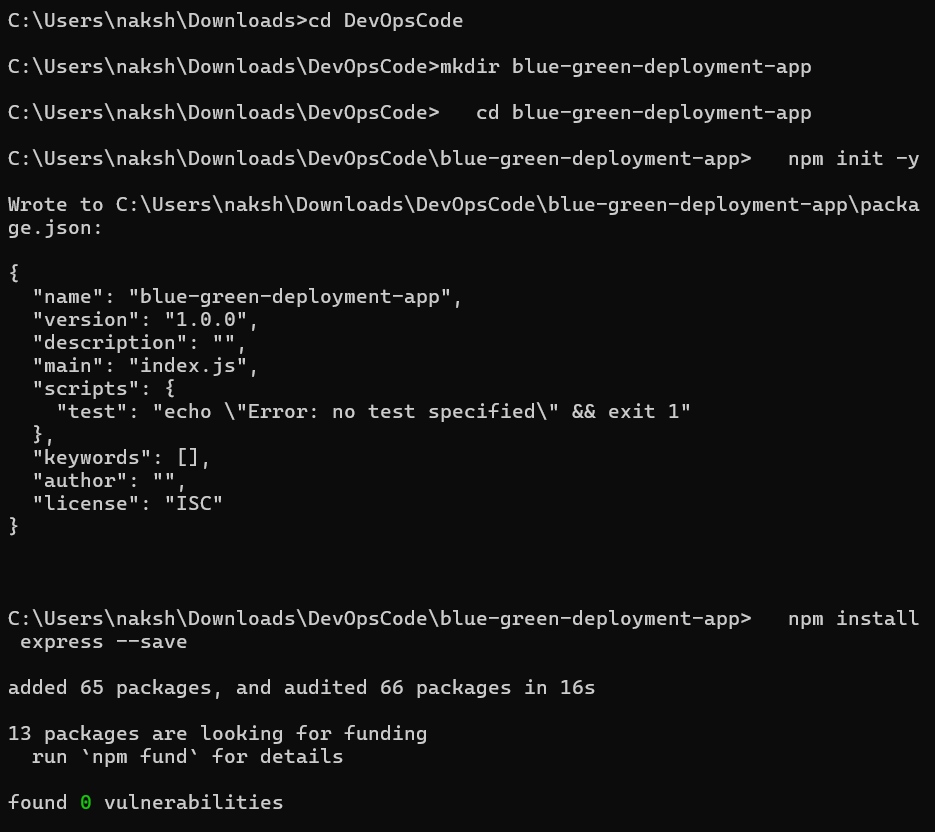 C:\Users\naksh\Downloads>cd DevOpsCode
C:\Users\naksh\Downloads\DevOpsCode>mkdir blue-green-deployment-app
C:\Users\naksh\Downloads\DevOpsCode>   cd blue-green-deployment-app
C:\Users\naksh\Downloads\DevOpsCode\blue-green-deployment-app>   npm init -y
Wrote to C:\Users\naksh\Downloads\DevOpsCode\blue-green-deployment-app\packa
ge.json:
{
  "name": "blue-green-deployment-app",
  "version": "1.0.0",
  "description": "",
  "main": "index.js",
  "scripts": {
    "test": "echo \"Error: no test specified\" && exit 1"
  },
  "keywords": [],
  "author": "",
  "license": "ISC"
}
C:\Users\naksh\Downloads\DevOpsCode\blue-green-deployment-app>   npm install
 express --save
added 65 packages, and audited 66 packages in 16s
13 packages are looking for funding
  run `npm fund` for details
found 0 vulnerabilities